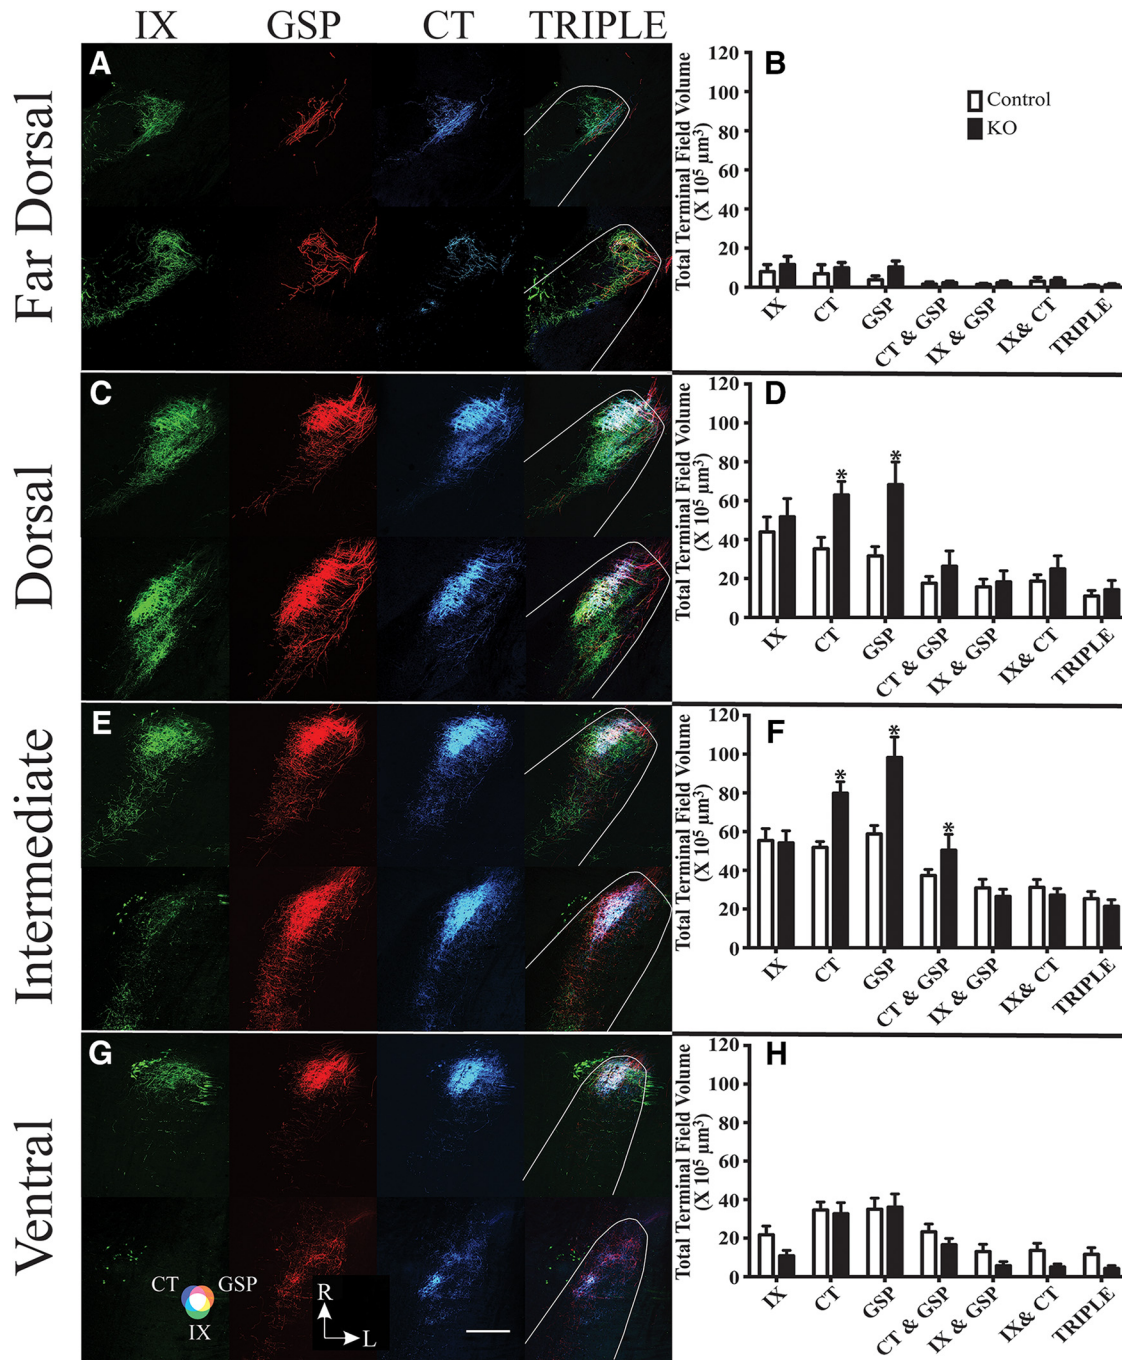 IX GSP CT TRIPLE
Far Dorsal
A
B
Total Terminal Field Volume
(X 10⁵ µm³)
120
100
80
60
40
20
0
Control
KO
IX
CT
GSP
CT & GSP
IX & GSP
IX& CT
TRIPLE
Dorsal
C
D
Total Terminal Field Volume
(X 10⁵ µm³)
120
100
80
60
40
20
0
*
*
IX
CT
GSP
CT & GSP
IX & GSP
IX& CT
TRIPLE
Intermediate
E
F
Total Terminal Field Volume
(X 10⁵ µm³)
120
100
80
60
40
20
0
*
*
*
IX
CT
GSP
CT & GSP
IX & GSP
IX& CT
TRIPLE
Ventral
G
CT GSP
IX
R
L
H
Total Terminal Field Volume
(X 10⁵ µm³)
120
100
80
60
40
20
0
IX
CT
GSP
CT & GSP
IX & GSP
IX& CT
TRIPLE